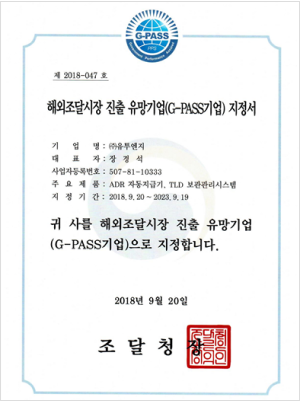 G-PASS
제 2018-047 호
해외조달시장 진출 유망기업(G-PASS기업) 지정서
기 업 명 : ㈜유투엔지
대 표 자 : 장 경 석
사업자등록번호 : 507-81-10333
주 요 제 품 : ADR 자동지급기, TLD 보관관리시스템
지 정 기 간 : 2018. 9. 20 ~ 2023. 9. 19
귀 사를 해외조달시장 진출 유망기업
(G-PASS기업)으로 지정합니다.
2018년 9월 20일
조 달 청 장